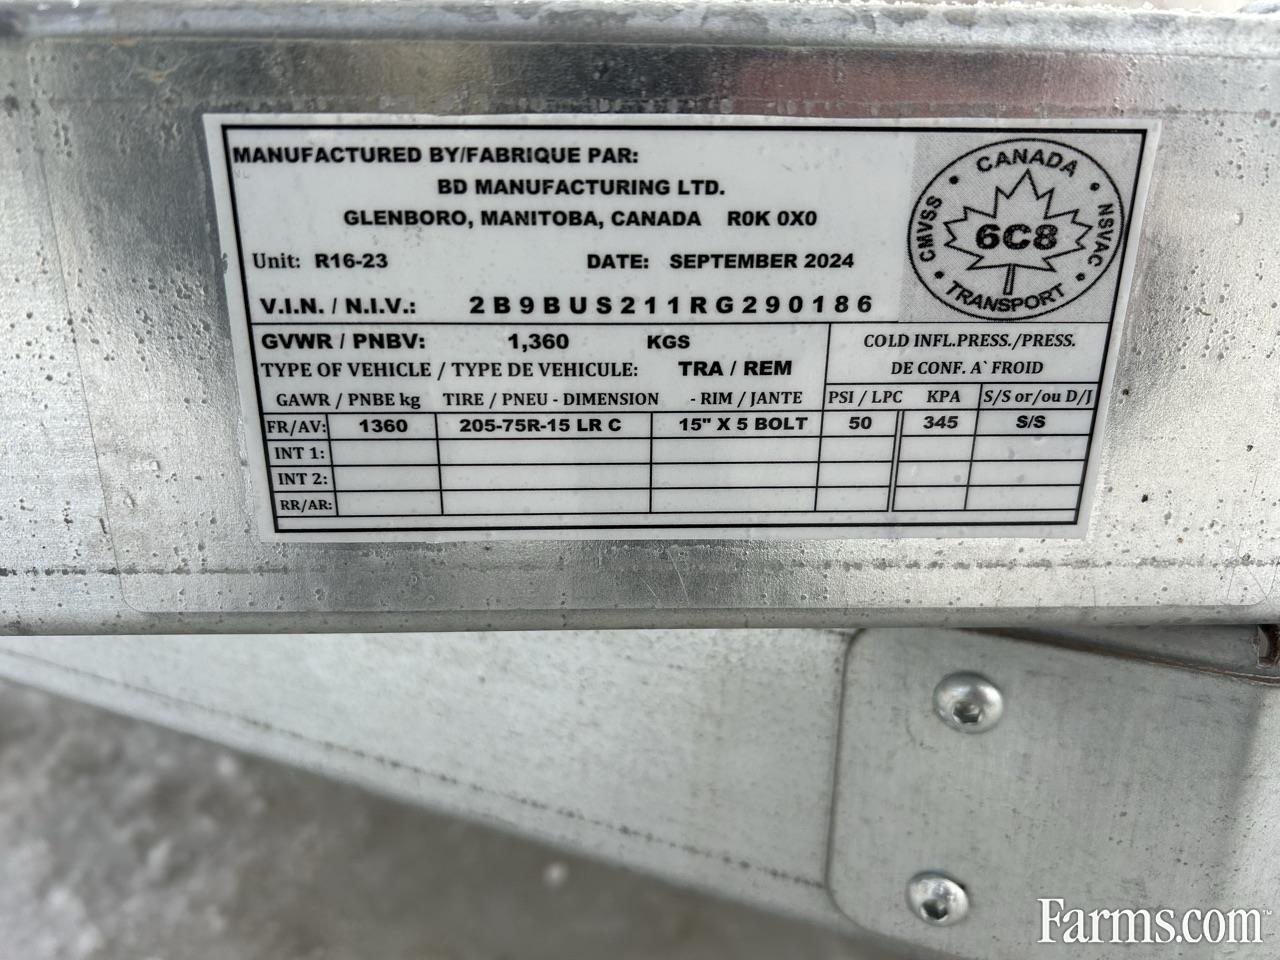 MANUFACTURED BY/FABRIQUE PAR:
BD MANUFACTURING LTD.
GLENBORO, MANITOBA, CANADA R0K 0X0
Unit: R16-23 DATE: SEPTEMBER 2024
V.I.N. / N.I.V.: 2B9BUS211RG290186
CANADA
CMVSS
6C8
NSVAC
TRANSPORT
GVWR / PNBV: 1,360 KGS
TYPE OF VEHICLE / TYPE DE VEHICULE: TRA / REM
COLD INFL.PRESS./PRESS.
DE CONF. A` FROID
GAWR / PNBE kg TIRE / PNEU - DIMENSION - RIM / JANTE PSI / LPC KPA S/S or/ou D/J
FR/AV: 1360 205-75R-15 LR C 15" X 5 BOLT 50 345 S/S
INT 1:
INT 2:
RR/AR:
Farms.com™